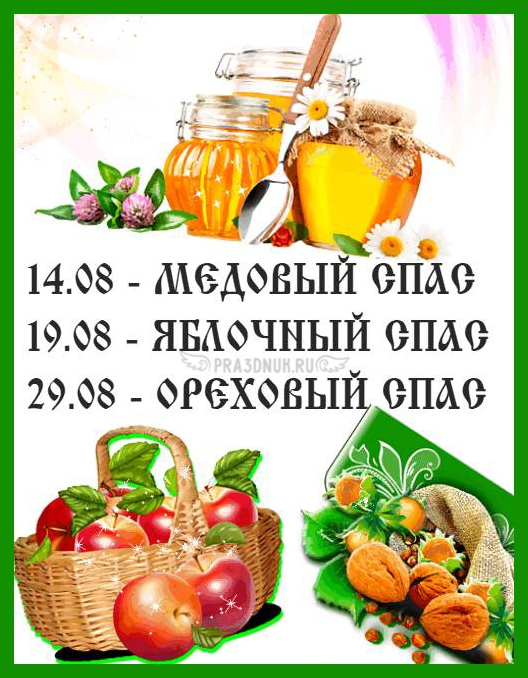 14.08 - МЕДОВЫЙ СПАС
19.08 - ЯБЛОЧНЫЙ СПАС
PRA3DNUK.RU
29.08 - ОРЕХОВЫЙ СПАС